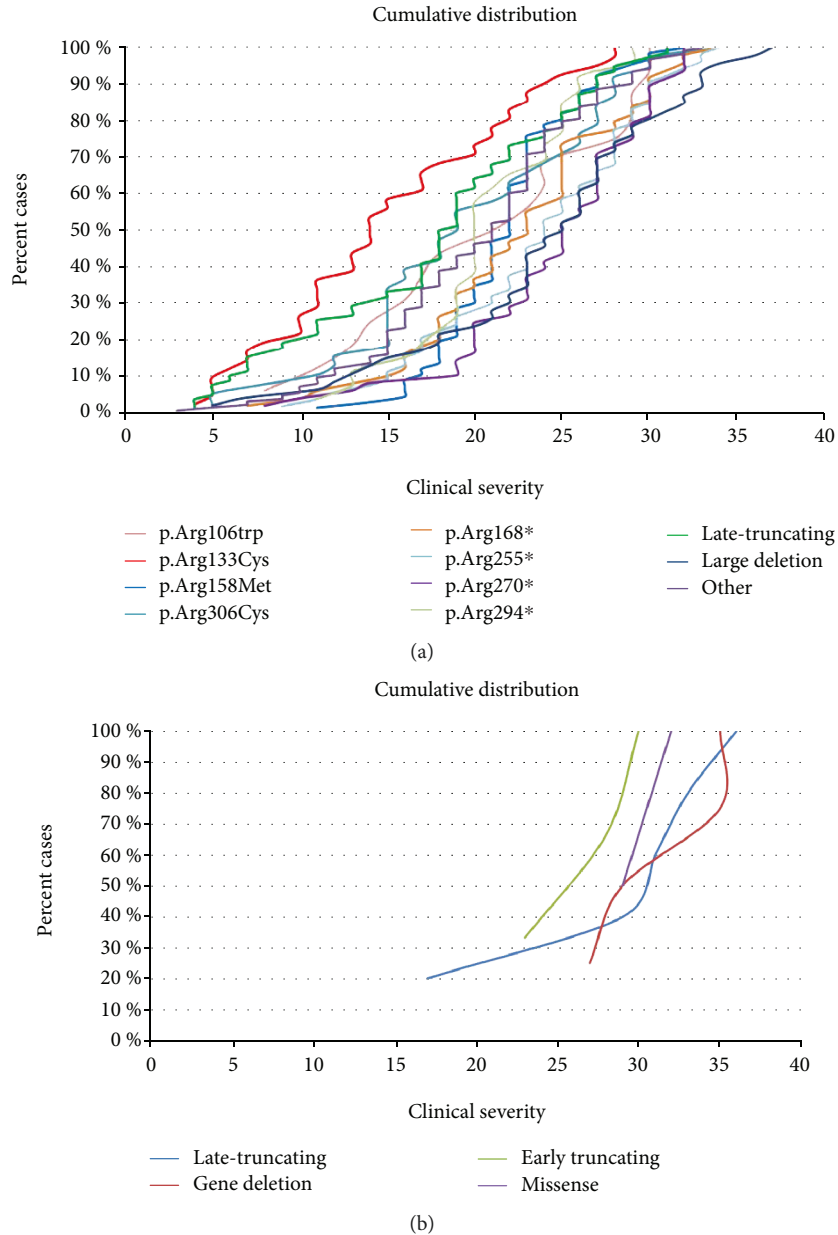 Cumulative distribution
100 %
90 %
80 %
70 %
60 %
50 %
40 %
30 %
20 %
10 %
0 %
Percent cases
0 5 10 15 20 25 30 35 40
Clinical severity
p.Arg106trp p.Arg168* Late-truncating
p.Arg133Cys p.Arg255* Large deletion
p.Arg158Met p.Arg270* Other
p.Arg306Cys p.Arg294*
(a)
Cumulative distribution
100 %
90 %
80 %
70 %
60 %
50 %
40 %
30 %
20 %
10 %
0 %
Percent cases
0 5 10 15 20 25 30 35 40
Clinical severity
Late-truncating Early truncating
Gene deletion Missense
(b)